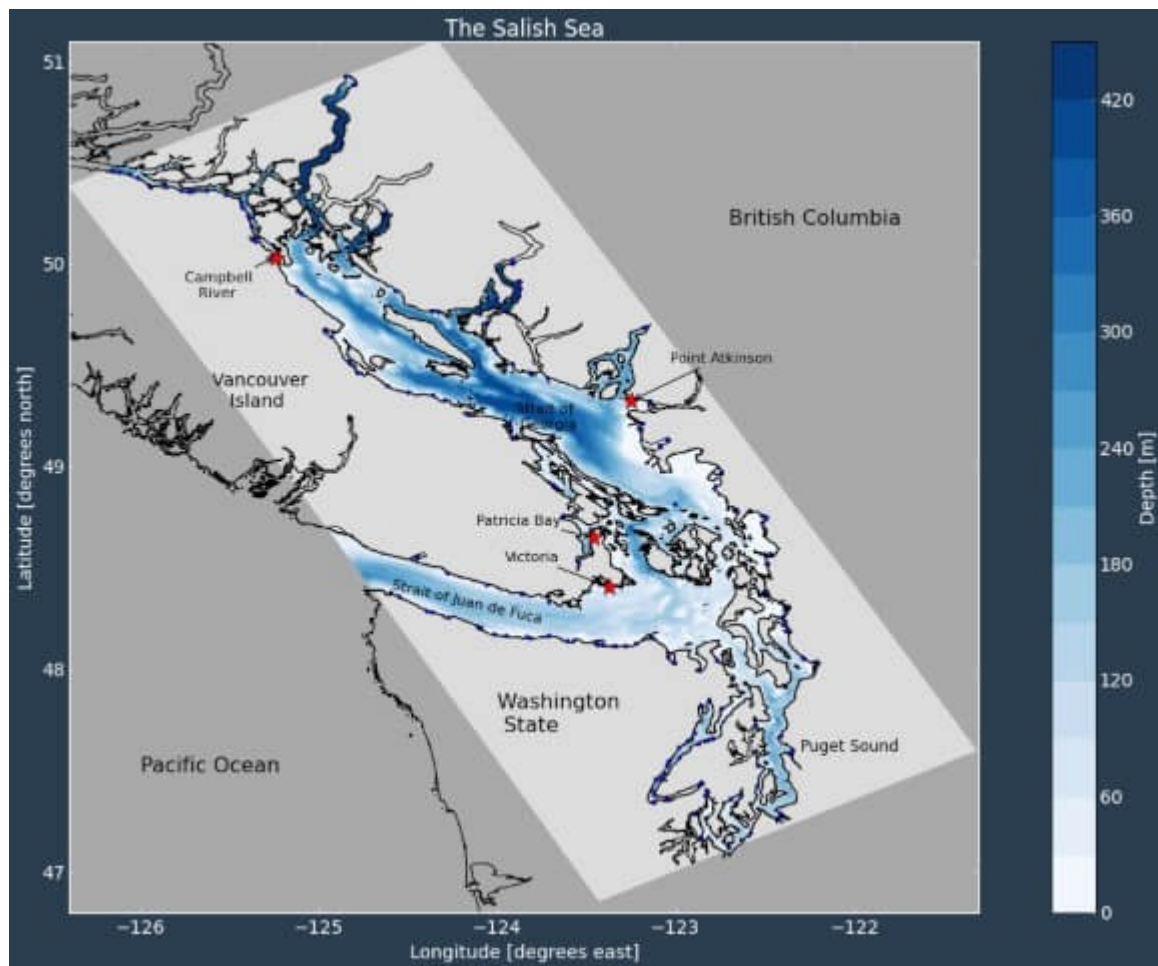 The Salish Sea
51
50
49
48
47
Latitude [degrees north]
British Columbia
Campbell
River
Point Atkinson
Vancouver
Island
Strait of
Patricia Bay
Victoria
Strait of Juan de Fuca
Washington
State
Puget Sound
Pacific Ocean
−126
−125
−124
−123
−122
Longitude [degrees east]
420
360
300
240
180
120
60
0
Depth [m]